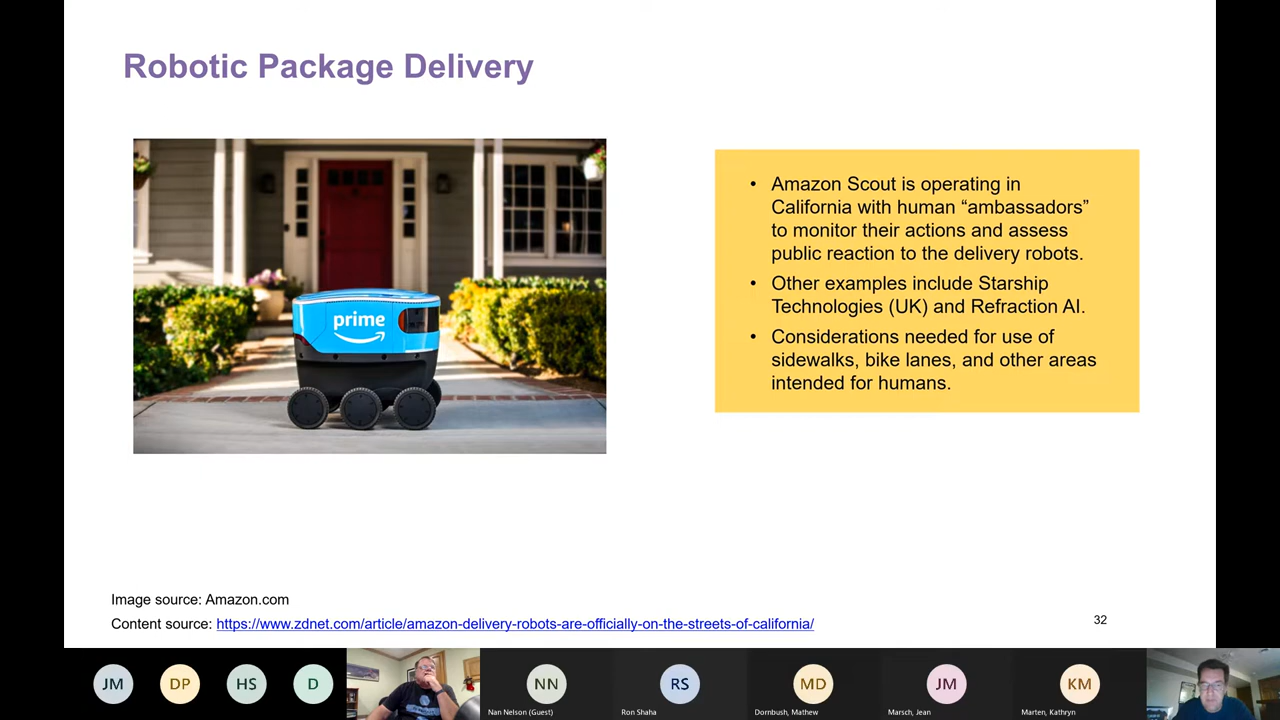 Robotic Package Delivery
prime
• Amazon Scout is operating in
California with human “ambassadors”
to monitor their actions and assess
public reaction to the delivery robots.
• Other examples include Starship
Technologies (UK) and Refraction AI.
• Considerations needed for use of
sidewalks, bike lanes, and other areas
intended for humans.
Image source: Amazon.com
Content source: https://www.zdnet.com/article/amazon-delivery-robots-are-officially-on-the-streets-of-california/
32
JM
DP
HS
D
NN
Nan Nelson (Guest)
RS
Ron Shaha
MD
Dornbush, Mathew
JM
Marsch, Jean
KM
Marten, Kathryn